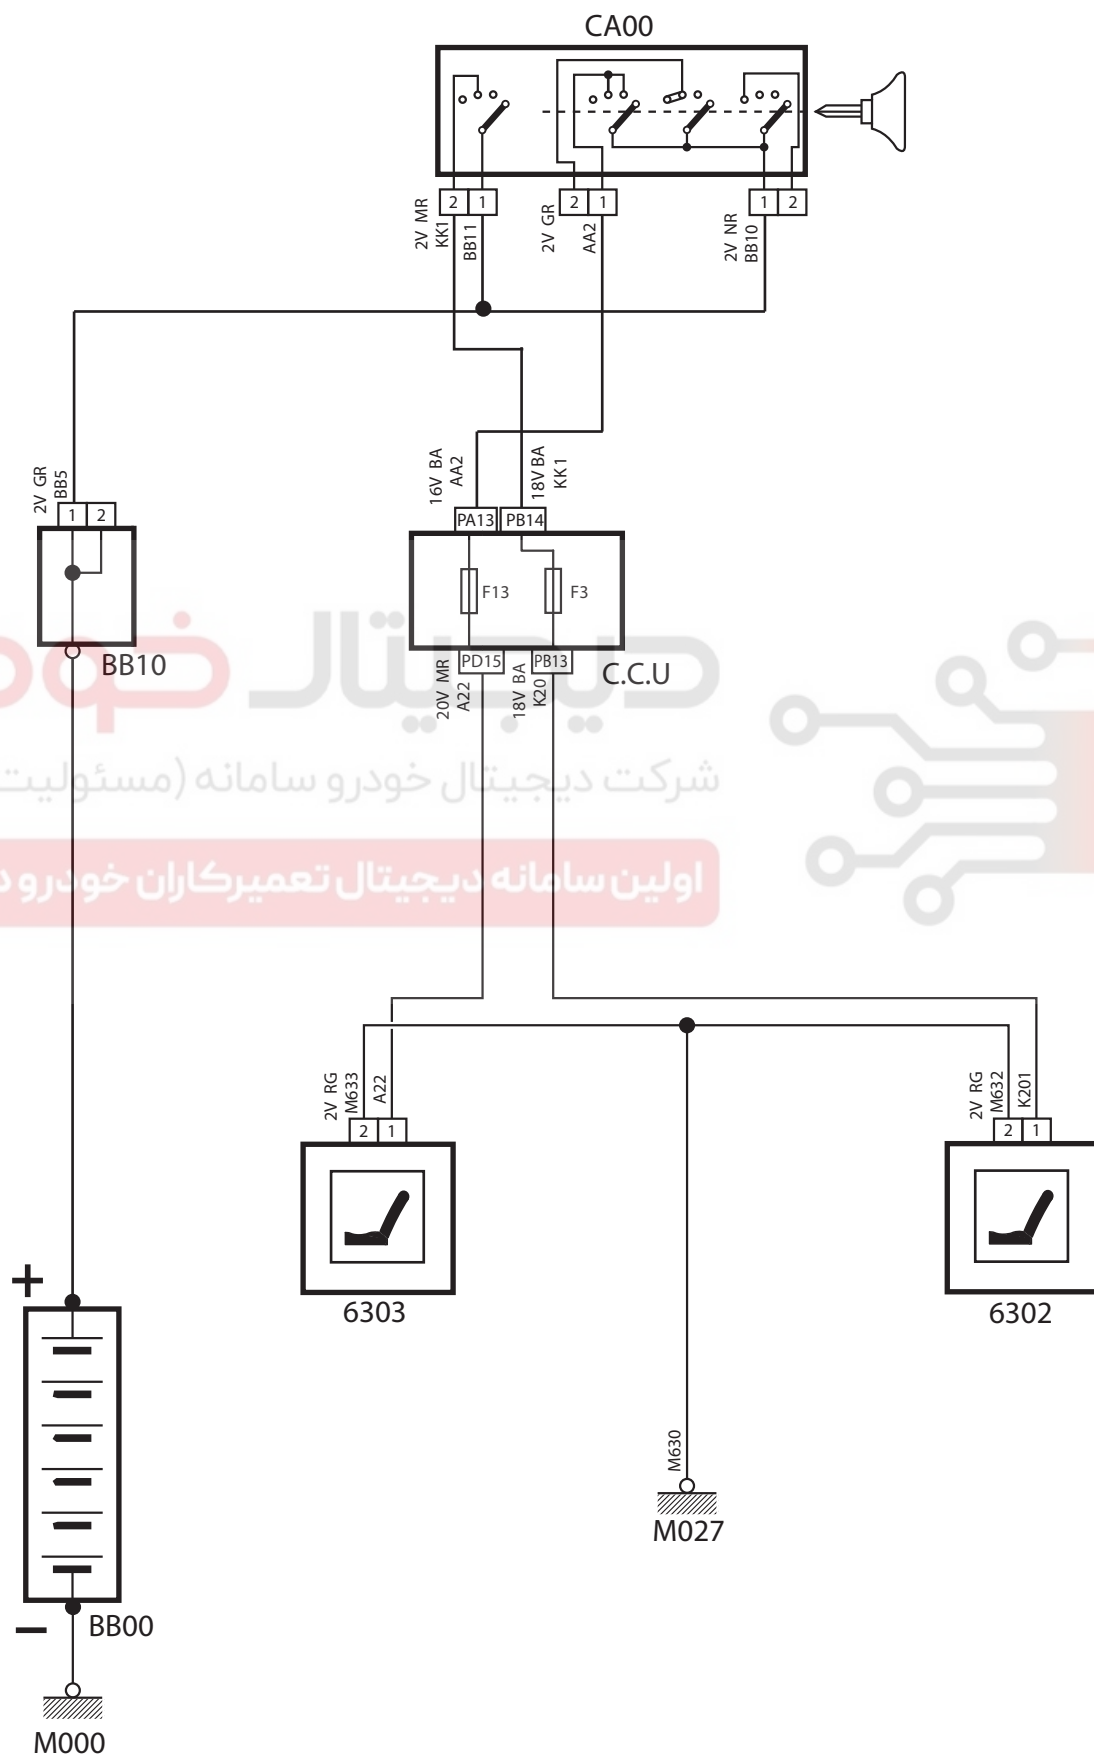 CA00
2 1
2 1
1 2
2V MR
KK1
BB11
2V GR
AA2
2V NR
BB10
2V GR
BB5
1 2
16V BA
AA2
18V BA
KK1
PA13 PB14
F13 F3
BB10
PD15 PB13
C.C.U
20V MR
A22
18V BA
K20
دیجیتال خودرو
شرکت دیجیتال خودرو سامانه (مسئولیت
اولین سامانه دیجیتال تعمیرکاران خودرو د
2V RG
M633
A22
2 1
2V RG
M632
K201
2 1
6303
6302
+
M630
M027
−
BB00
M000